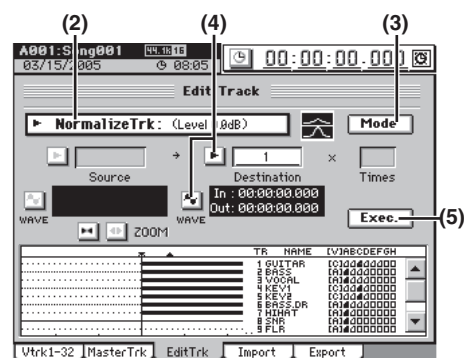 (2) (4) (3)
A001:Song001 44.1k 16
03/15/2005 08:05 00:00:00.000
Edit Track
NormalizeTrk: (Level 0.0dB) Mode
→ 1 ×
Source Destination Times
In : 00:00:00.000
Out: 00:00:00.000
WAVE ZOOM WAVE Exec. (5)
TR NAME [V]ABCDEFGH
1 GUITAR
2 BASS
3 VOCAL
4 KEY1
5 KEY2
6 BASS.DR
7 HIHAT
8 SNR
9 FLR
Vtrk1-32 MasterTrk EditTrk Import Export